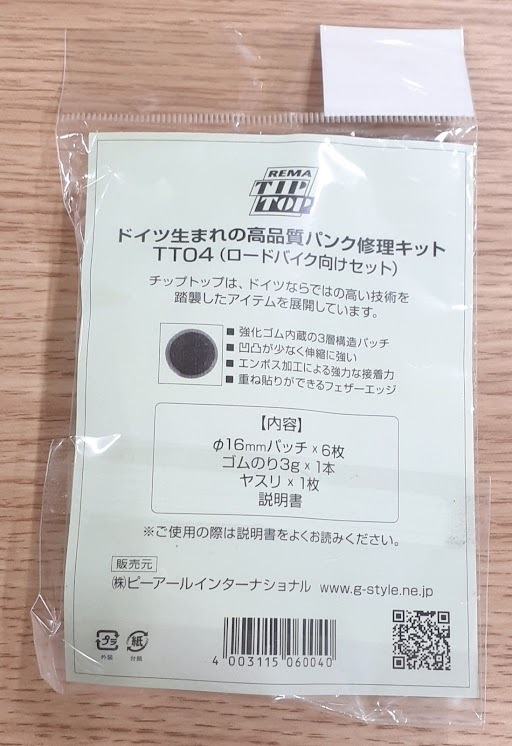 REMA
TIP
TOP
ドイツ生まれの高品質パンク修理キット
TT04（ロードバイク向けセット）
チップトップは、ドイツならではの高い技術を
踏襲したアイテムを展開しています。
■ 強化ゴム内蔵の3層構造パッチ
■ 凹凸が少なく伸縮に強い
■ エンボス加工による強力な接着力
■ 重ね貼りができるフェザーエッジ
【内容】
φ16mmパッチ×6枚
ゴムのり3g×1本
ヤスリ×1枚
説明書
※ご使用の際は説明書をよくお読みください。
販売元
㈱ピーアールインターナショナル www.g-style.ne.jp
プラ 外装
紙 台紙
4 003115 060040